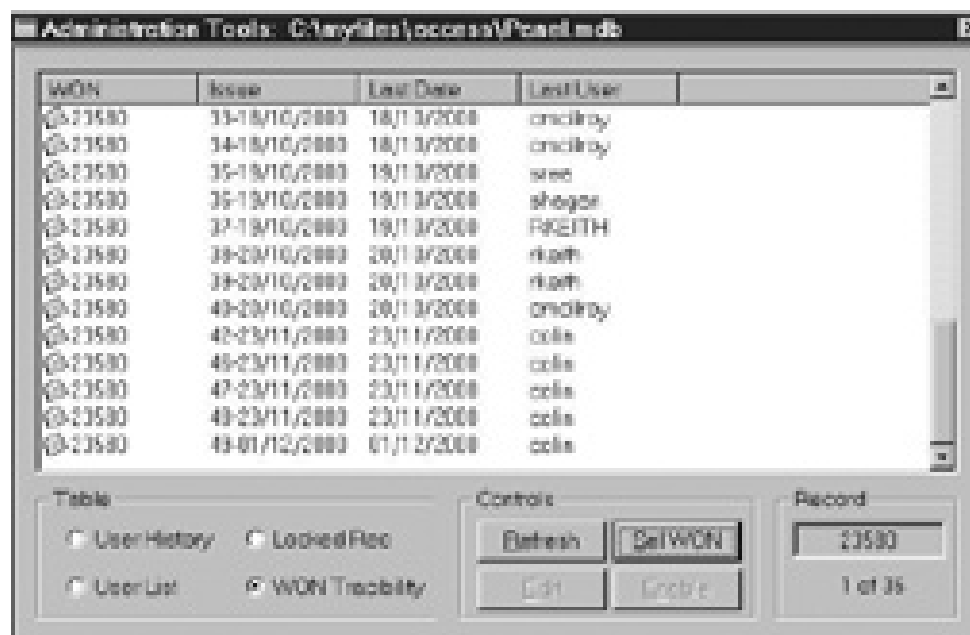 Administration Tools: C:\myfiles\access\Panel.mdb
WON Issue Last Date Last User
23580 33-18/10/2000 18/10/2000 cmcilroy
23580 34-18/10/2000 18/10/2000 cmcilroy
23580 35-19/10/2000 19/10/2000
23580 36-19/10/2000 19/10/2000
23580 37-19/10/2000 19/10/2000 RKEITH
23580 38-20/10/2000 20/10/2000 rkeith
23580 39-20/10/2000 20/10/2000 rkeith
23580 40-20/10/2000 20/10/2000 cmcilroy
23580 42-23/11/2000 23/11/2000 colin
23580 46-23/11/2000 23/11/2000 colin
23580 47-23/11/2000 23/11/2000 colin
23580 23/11/2000 colin
23580 49-01/12/2000 01/12/2000 colin
Table
User History Locked Rec
User List WON Tracibility
Controls
Refresh Sel WON
Edit Enable
Record
23580
1 of 35